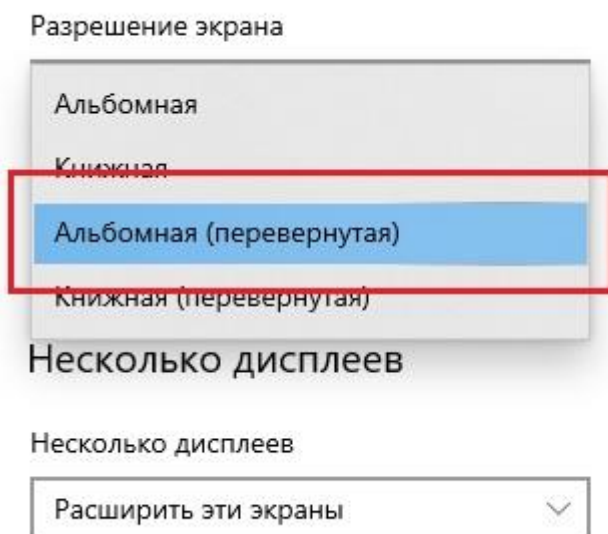 Разрешение экрана
Альбомная
Книжная
Альбомная (перевернутая)
Книжная (перевернутая)
Несколько дисплеев
Несколько дисплеев
Расширить эти экраны